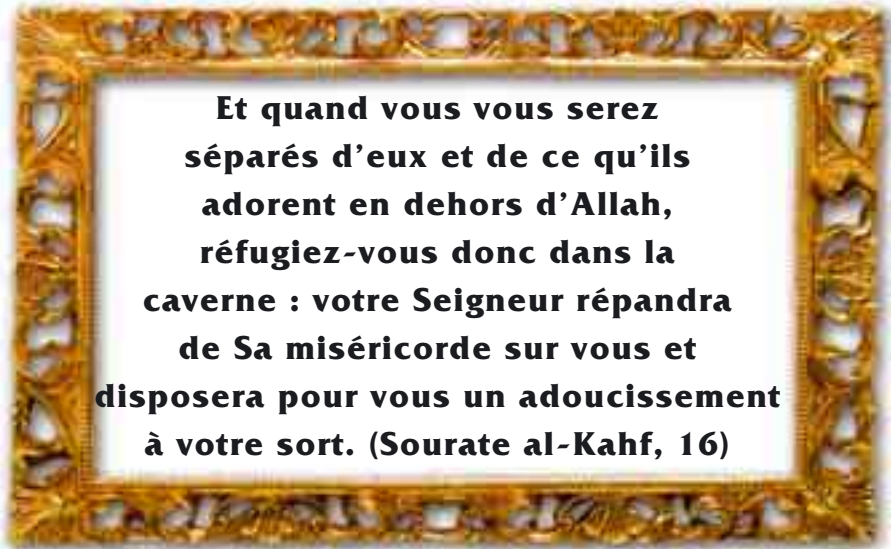 Et quand vous vous serez
séparés d’eux et de ce qu’ils
adorent en dehors d’Allah,
réfugiez-vous donc dans la
caverne : votre Seigneur répandra
de Sa miséricorde sur vous et
disposera pour vous un adoucissement
à votre sort. (Sourate al-Kahf, 16)